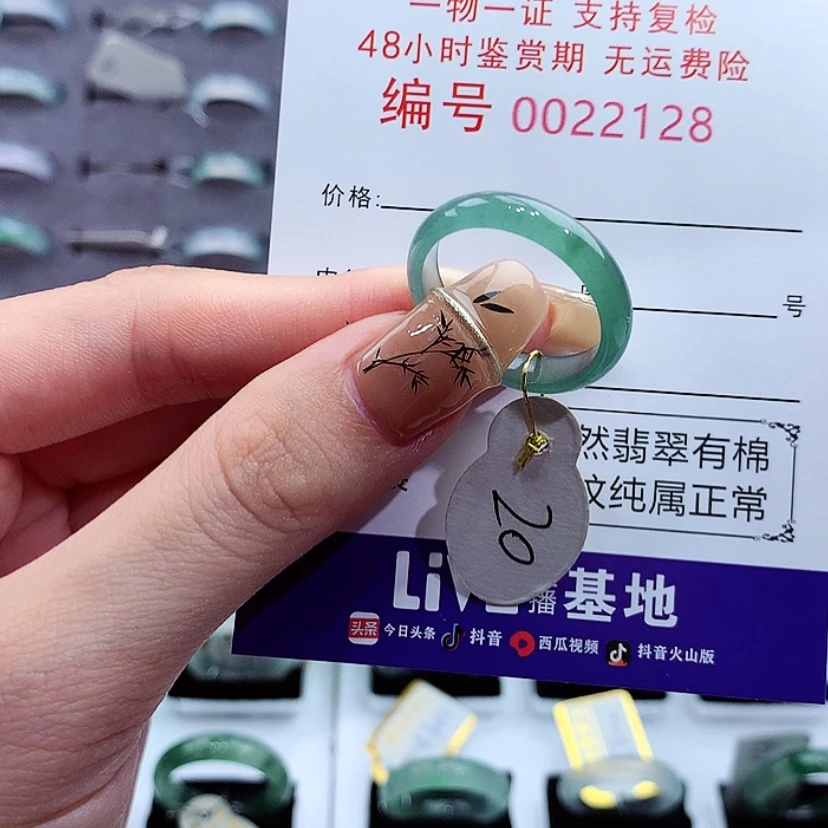 一物一证 支持复检
48小时鉴赏期 无运费险
编号 0022128
价格:
号
然翡翠有棉
纹纯属正常
20
LiVE 播基地
头条 今日头条 抖音 西瓜视频 抖音火山版